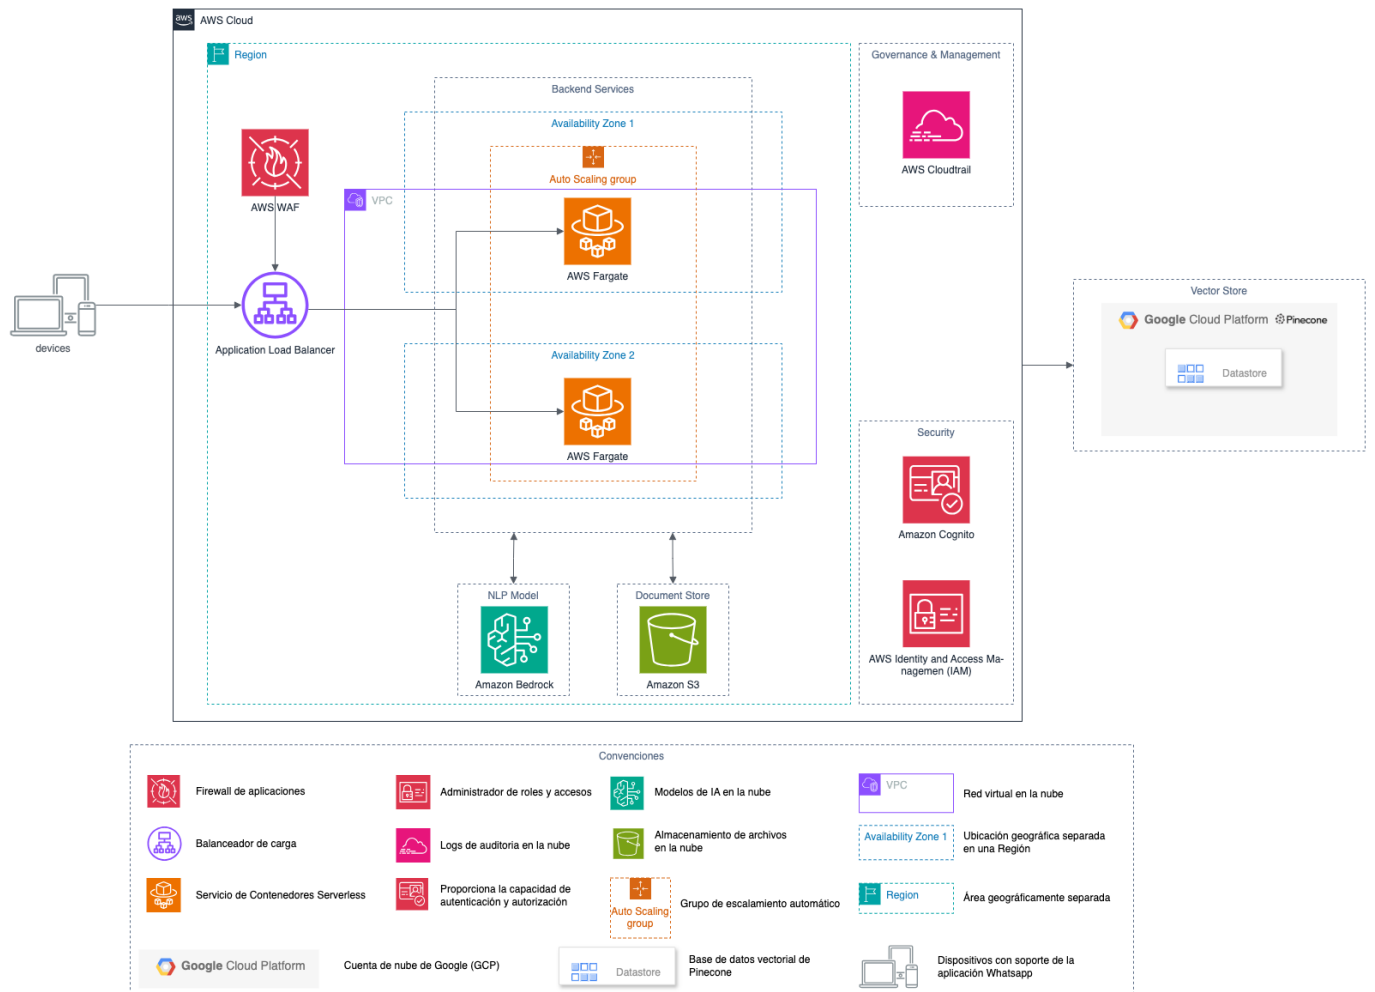 aws
AWS Cloud
Region
Governance & Management
Backend Services
Availability Zone 1
Auto Scaling group
AWS WAF
VPC
AWS Cloudtrail
AWS Fargate
devices
Application Load Balancer
Vector Store
Google Cloud Platform
Pinecone
Datastore
Availability Zone 2
AWS Fargate
Security
Amazon Cognito
NLP Model
Document Store
Amazon Bedrock
Amazon S3
AWS Identity and Access Ma-
nagemen (IAM)
Convenciones
Firewall de aplicaciones
Administrador de roles y accesos
Modelos de IA en la nube
VPC
Red virtual en la nube
Balanceador de carga
Logs de auditoria en la nube
Almacenamiento de archivos
en la nube
Availability Zone 1
Ubicación geográfica separada
en una Región
Servicio de Contenedores Serverless
Proporciona la capacidad de
autenticación y autorización
Auto Scaling
group
Grupo de escalamiento automático
Region
Área geográficamente separada
Google Cloud Platform
Cuenta de nube de Google (GCP)
Datastore
Base de datos vectorial de
Pinecone
Dispositivos con soporte de la
aplicación Whatsapp